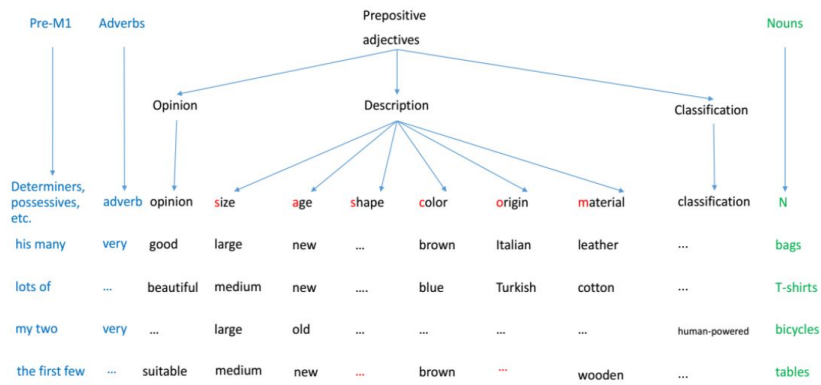 Prepositive
Pre-M1 Adverbs adjectives Nouns
Opinion Description Classification
Determiners,
possessives,
etc. adverb opinion size age shape color origin material classification N
his many very good large new ... brown Italian leather ... bags
lots of ... beautiful medium new .... blue Turkish cotton ... T-shirts
my two very ... large old ... ... ... ... human-powered bicycles
the first few ... suitable medium new ... brown ... wooden ... tables